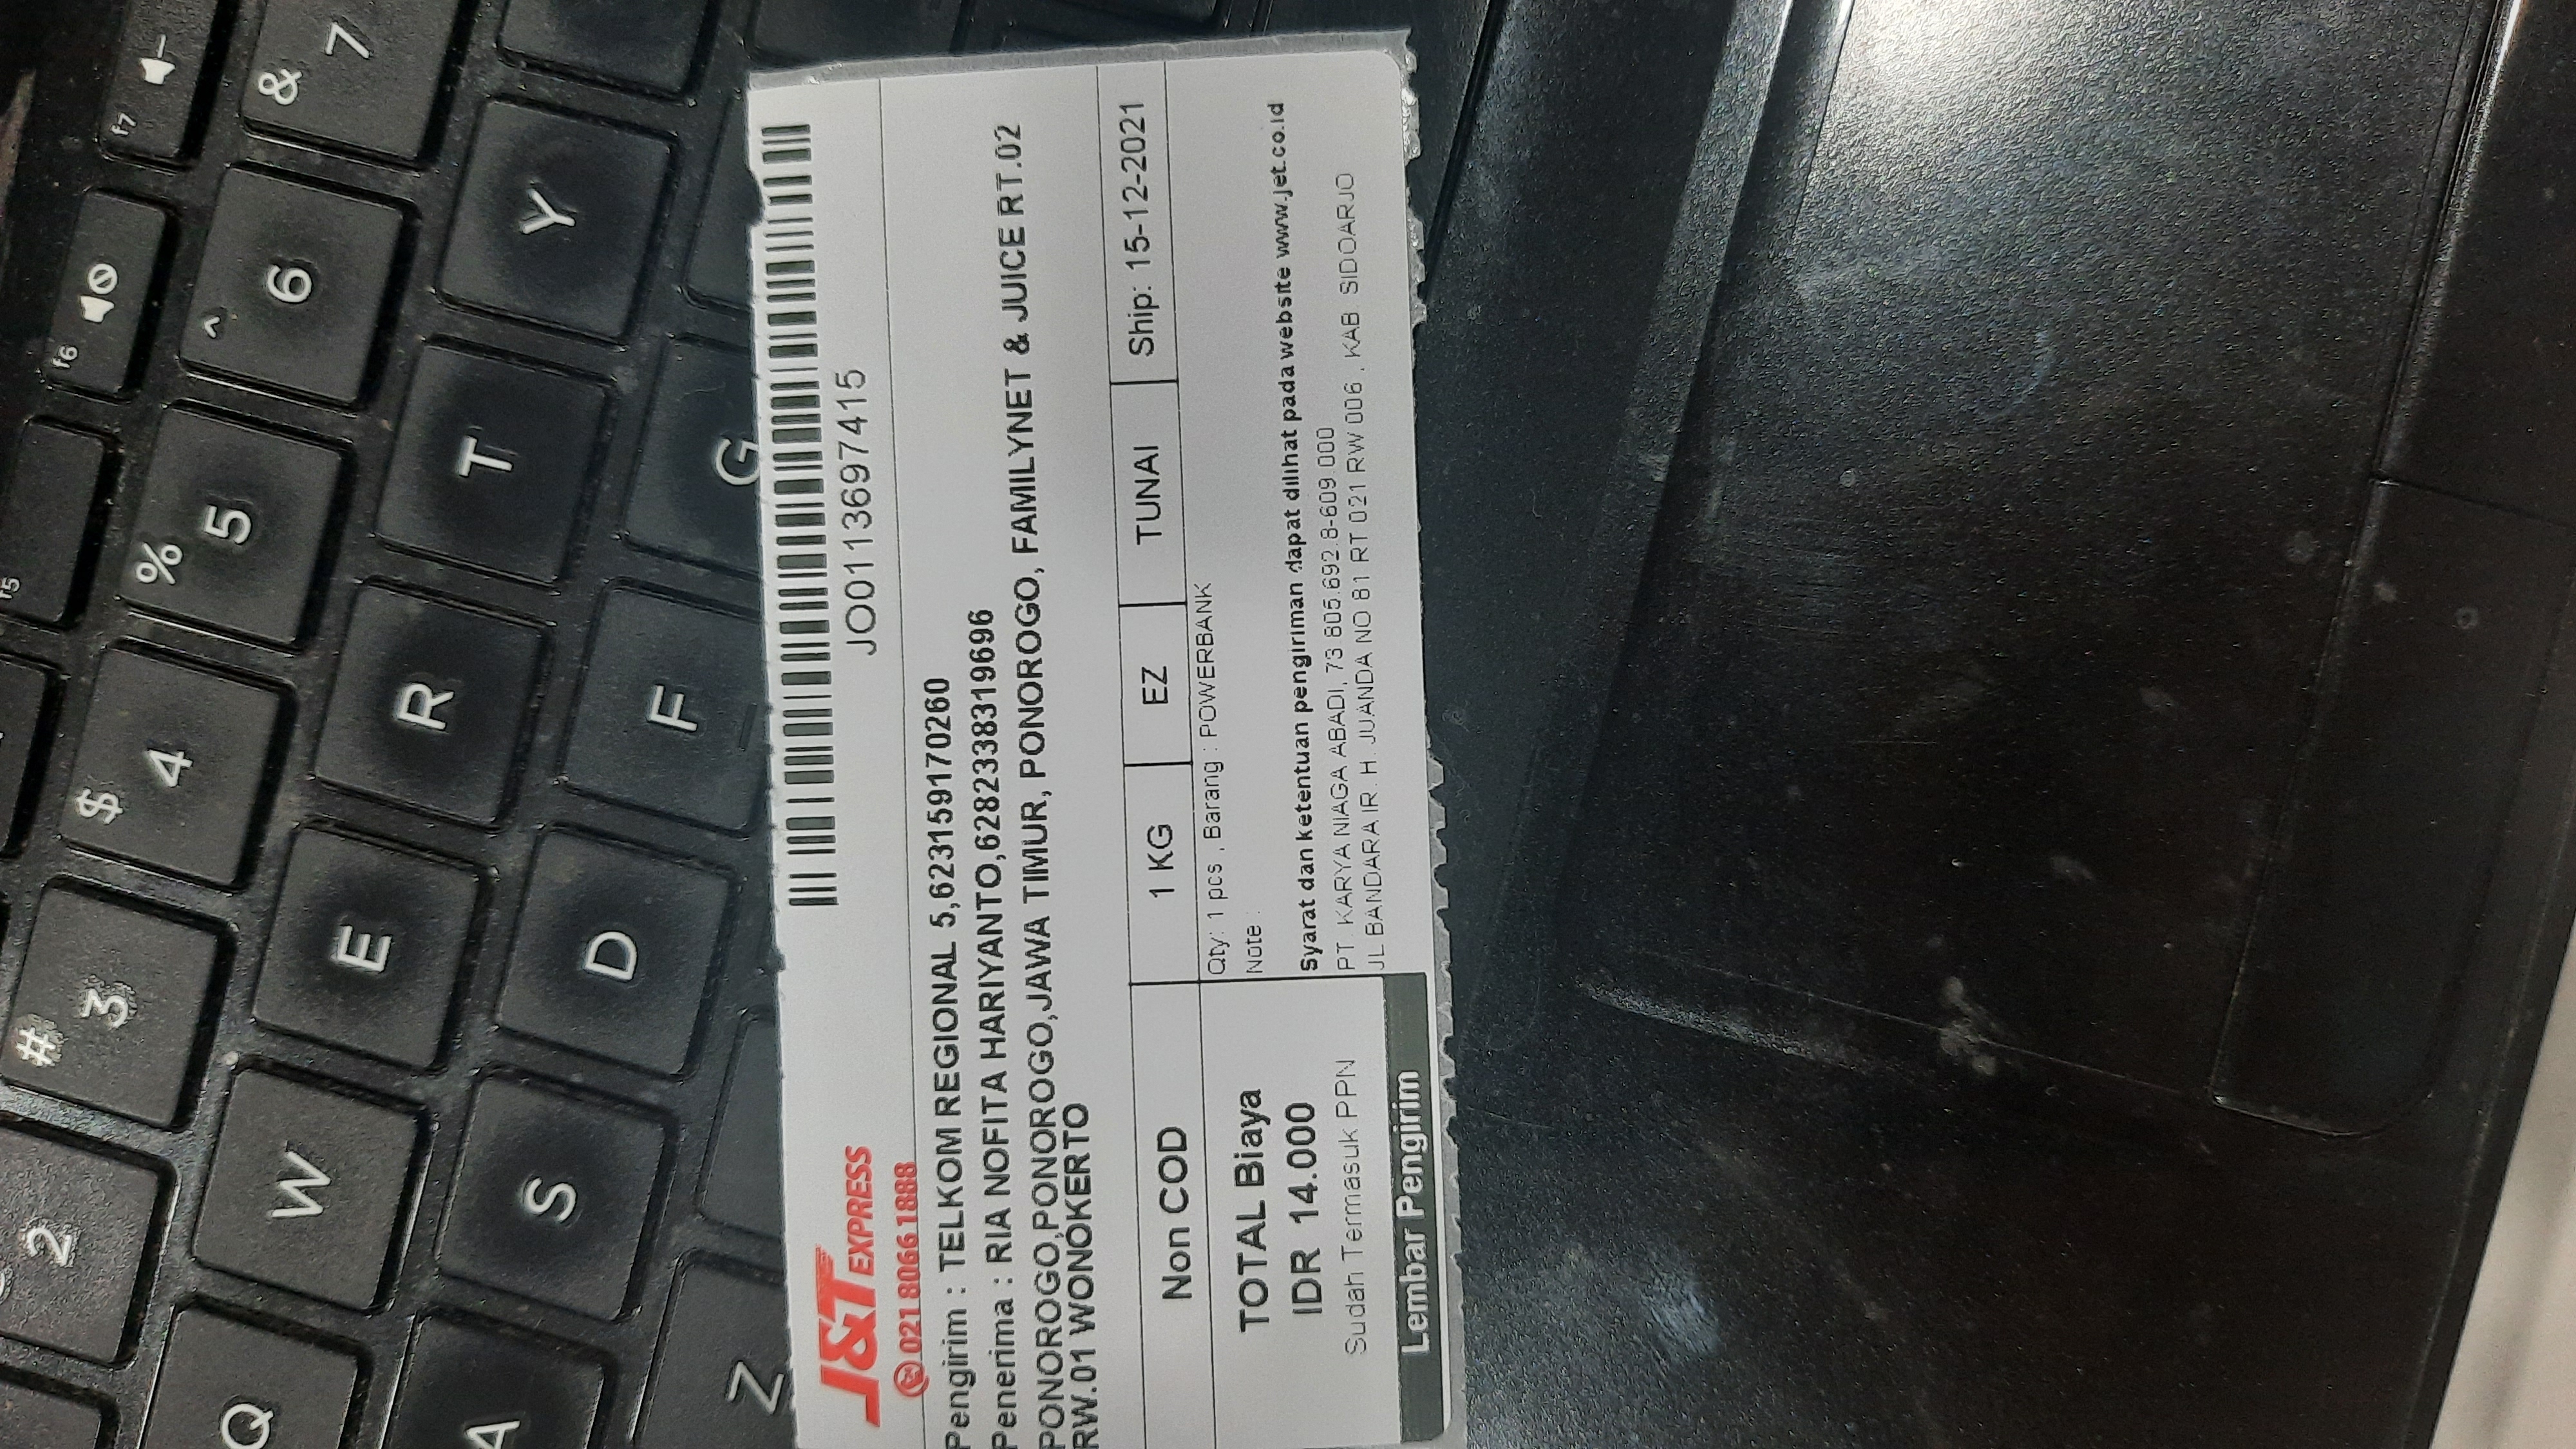 2 # 3 $ 4 % 5 f5 ^ 6 f6 & 7 f7
Q W E R T Y
A S D F G
Z
J&T EXPRESS
021 8066 1888
JO0113697415
Pengirim : TELKOM REGIONAL 5,623159170260
Penerima : RIA NOFITA HARIYANTO,6282338319696
PONOROGO,PONOROGO,JAWA TIMUR, PONOROGO, FAMILYNET & JUICE RT.02
RW.01 WONOKERTO
Non COD
1 KG
EZ
TUNAI
Ship: 15-12-2021
TOTAL Biaya
IDR 14.000
Sudah Termasuk PPN
Lembar Pengirim
Qty: 1 pcs , Barang : POWERBANK
Note :
Syarat dan ketentuan pengiriman dapat dilihat pada website www.jet.co.id
PT. KARYA NIAGA ABADI, 73.805.692.8-609.000
JL BANDARA IR. H. JUANDA NO 81 RT 021 RW 006 , KAB. SIDOARJO